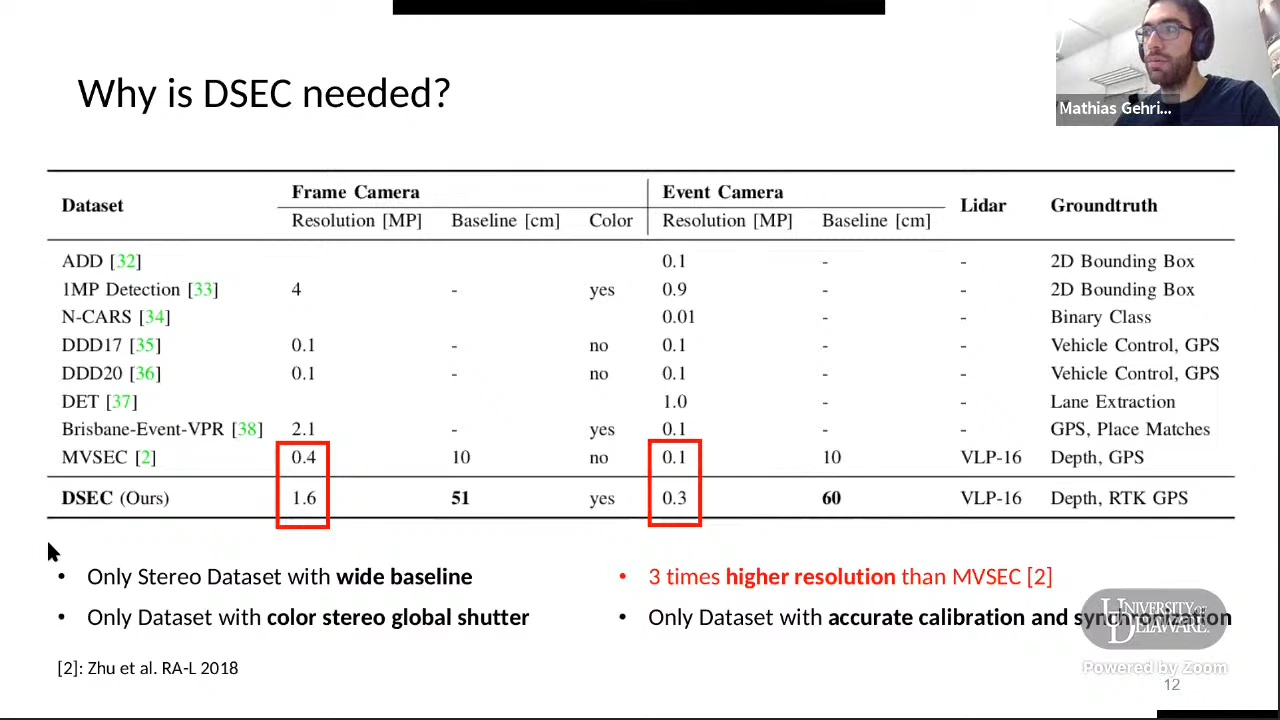 Why is DSEC needed?
Mathias Gehri...
Dataset Frame Camera Event Camera Lidar Groundtruth
Resolution [MP] Baseline [cm] Color Resolution [MP] Baseline [cm]
ADD [32] 0.1 - - 2D Bounding Box
1MP Detection [33] 4 - yes 0.9 - - 2D Bounding Box
N-CARS [34] 0.01 - - Binary Class
DDD17 [35] 0.1 - no 0.1 - - Vehicle Control, GPS
DDD20 [36] 0.1 - no 0.1 - - Vehicle Control, GPS
DET [37] 1.0 - - Lane Extraction
Brisbane-Event-VPR [38] 2.1 - yes 0.1 - - GPS, Place Matches
MVSEC [2] 0.4 10 no 0.1 10 VLP-16 Depth, GPS
DSEC (Ours) 1.6 51 yes 0.3 60 VLP-16 Depth, RTK GPS
• Only Stereo Dataset with wide baseline
• Only Dataset with color stereo global shutter
• 3 times higher resolution than MVSEC [2]
• Only Dataset with accurate calibration and synchronization
[2]: Zhu et al. RA-L 2018
UNIVERSITY OF
DELAWARE.
Powered by Zoom
12